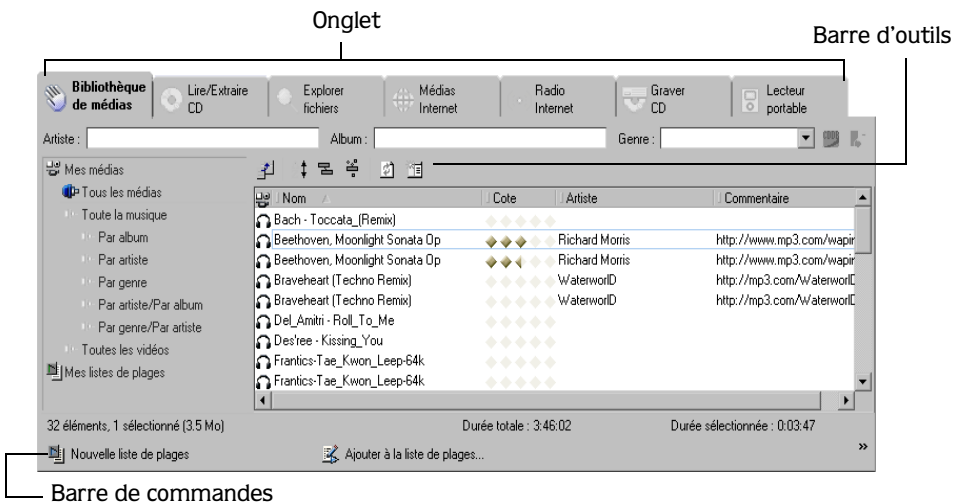 Onglet
Barre d'outils
Bibliothèque de médias
Lire/Extraire CD
Explorer fichiers
Médias Internet
Radio Internet
Graver CD
Lecteur portable
Artiste :
Album :
Genre :
Mes médias
Tous les médias
Toute la musique
Par album
Par artiste
Par genre
Par artiste/Par album
Par genre/Par artiste
Toutes les vidéos
Mes listes de plages
Nom Cote Artiste Commentaire
Bach - Toccata_(Remix)
Beethoven, Moonlight Sonata Op Richard Morris http://www.mp3.com/wapir
Beethoven, Moonlight Sonata Op Richard Morris http://www.mp3.com/wapir
Braveheart (Techno Remix) WaterworlD http://mp3.com/WaterworlD
Braveheart (Techno Remix) WaterworlD http://mp3.com/WaterworlD
Del_Amitri - Roll_To_Me
Des'ree - Kissing_You
Frantics-Tae_Kwon_Leep-64k
Frantics-Tae_Kwon_Leep-64k
32 éléments, 1 sélectionné (3.5 Mo) Durée totale : 3:46:02 Durée sélectionnée : 0:03:47
Nouvelle liste de plages Ajouter à la liste de plages... »
Barre de commandes